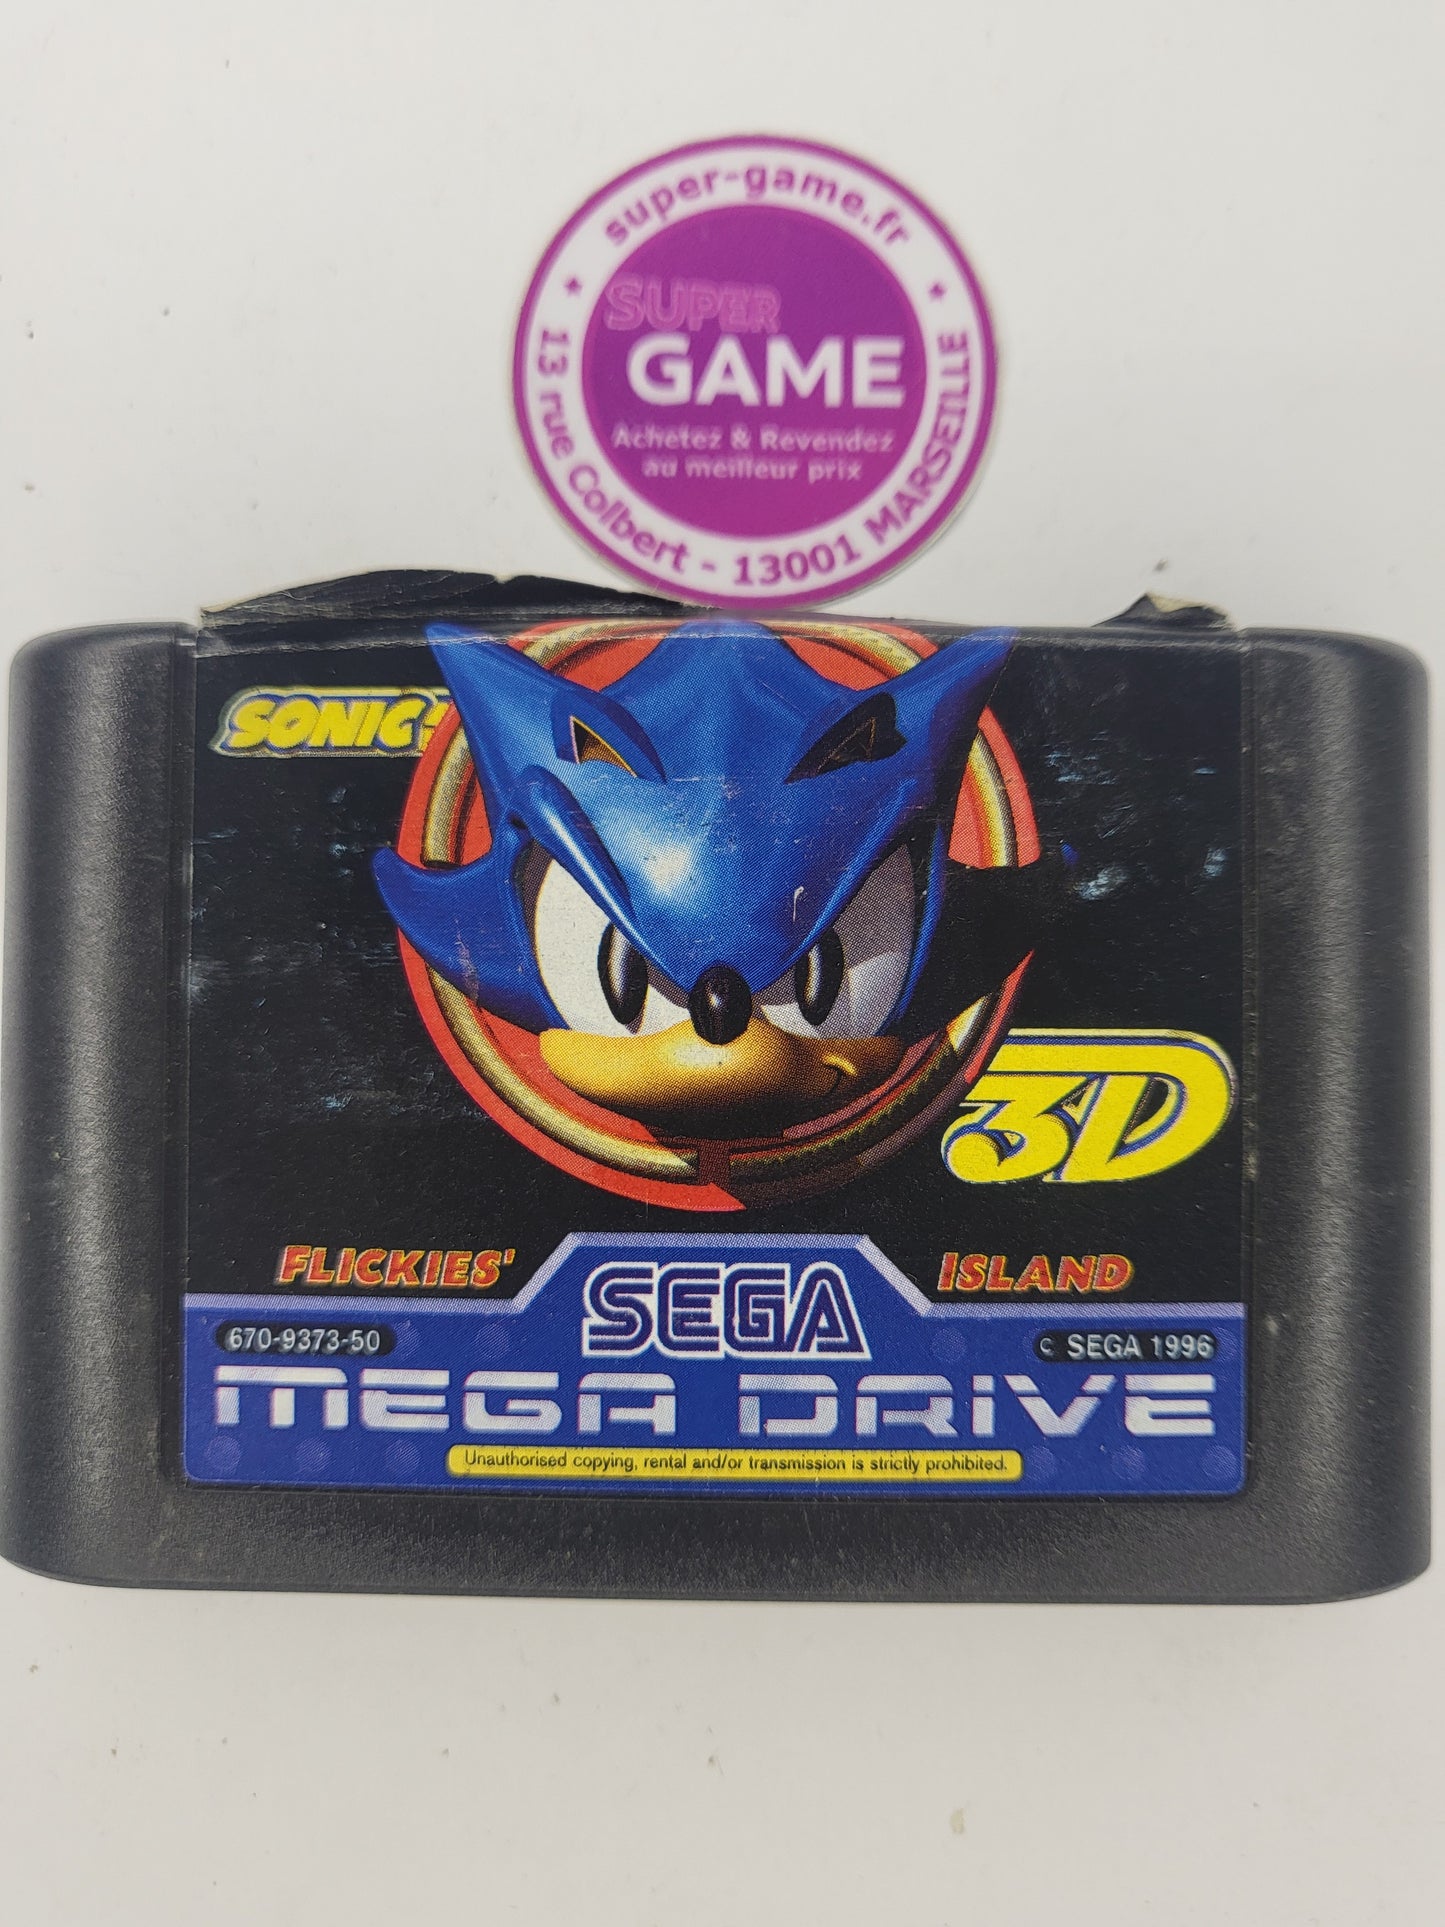 super-game.fr
SUPER
GAME
Achetez & Revendez
au meilleur prix
13 rue Colbert - 13001 MARSEILLE
SONIC
3D
FLICKIES' ISLAND
SEGA
670-9373-50
© SEGA 1996
MEGA DRIVE
Unauthorised copying, rental and/or transmission is strictly prohibited.